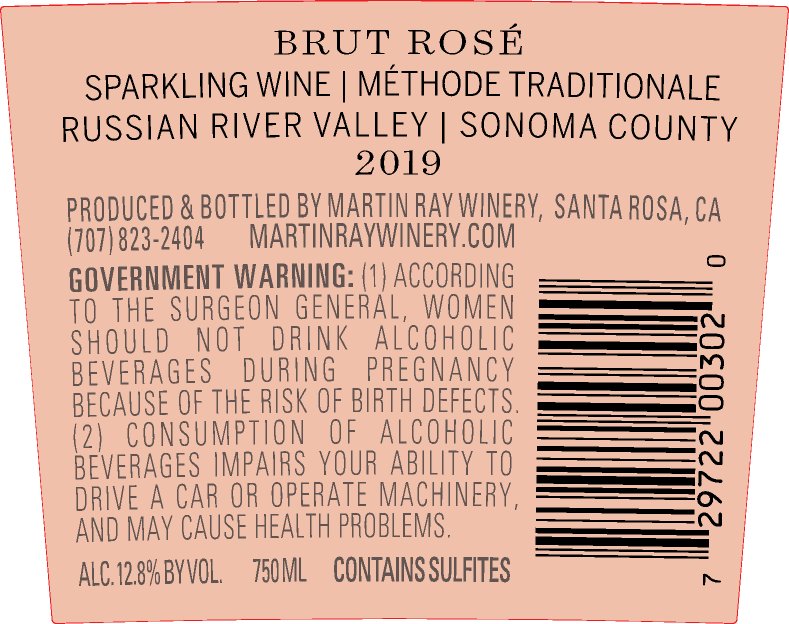 BRUT ROSÉ
SPARKLING WINE | MÉTHODE TRADITIONALE
RUSSIAN RIVER VALLEY | SONOMA COUNTY
2019
PRODUCED & BOTTLED BY MARTIN RAY WINERY, SANTA ROSA, CA
(707) 823-2404 MARTINRAYWINERY.COM
GOVERNMENT WARNING: (1) ACCORDING
TO THE SURGEON GENERAL, WOMEN
SHOULD NOT DRINK ALCOHOLIC
BEVERAGES DURING PREGNANCY
BECAUSE OF THE RISK OF BIRTH DEFECTS.
(2) CONSUMPTION OF ALCOHOLIC
BEVERAGES IMPAIRS YOUR ABILITY TO
DRIVE A CAR OR OPERATE MACHINERY,
AND MAY CAUSE HEALTH PROBLEMS.
ALC. 12.8% BY VOL. 750 ML CONTAINS SULFITES
7 29722 00302 0